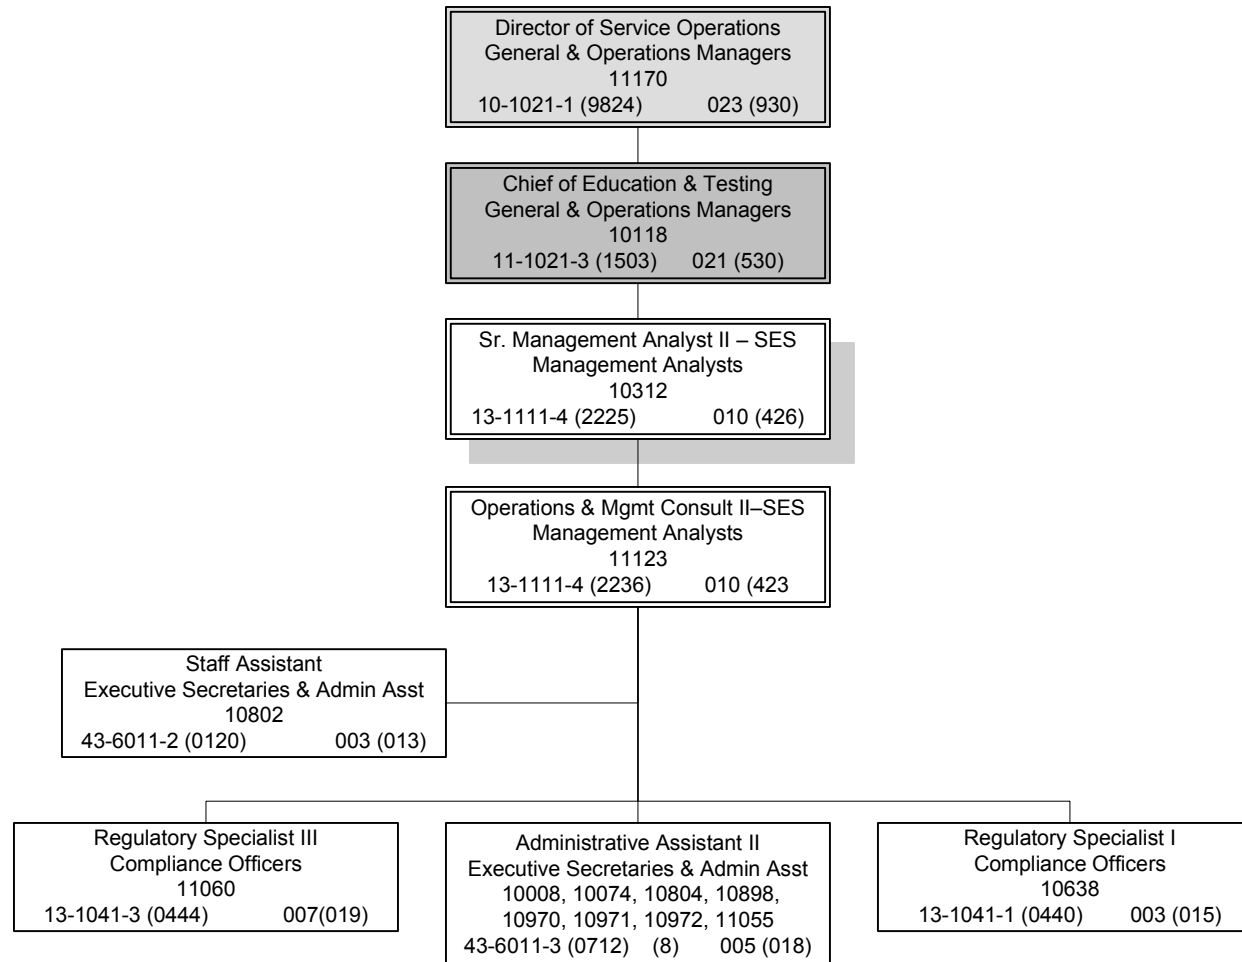 Director of Service Operations
General & Operations Managers
11170
10-1021-1 (9824) 023 (930)
Chief of Education & Testing
General & Operations Managers
10118
11-1021-3 (1503) 021 (530)
Sr. Management Analyst II – SES
Management Analysts
10312
13-1111-4 (2225) 010 (426)
Operations & Mgmt Consult II–SES
Management Analysts
11123
13-1111-4 (2236) 010 (423
Staff Assistant
Executive Secretaries & Admin Asst
10802
43-6011-2 (0120) 003 (013)
Regulatory Specialist III
Compliance Officers
11060
13-1041-3 (0444) 007(019)
Administrative Assistant II
Executive Secretaries & Admin Asst
10008, 10074, 10804, 10898,
10970, 10971, 10972, 11055
43-6011-3 (0712) (8) 005 (018)
Regulatory Specialist I
Compliance Officers
10638
13-1041-1 (0440) 003 (015)